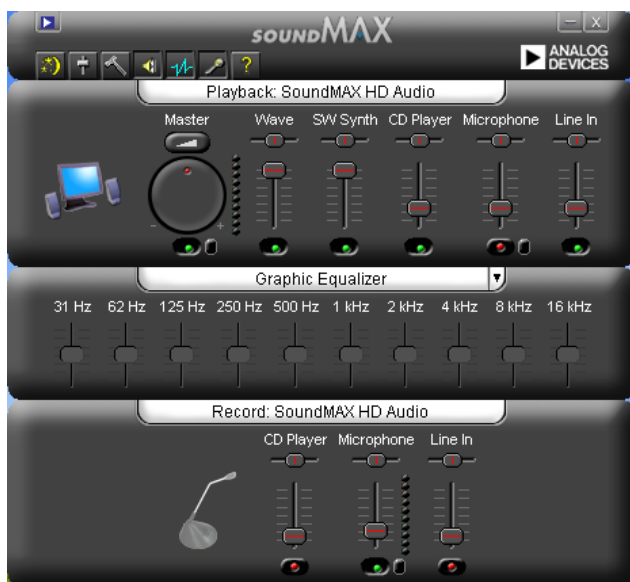 SOUNDMAX
ANALOG
DEVICES
?
Playback: SoundMAX HD Audio
Master Wave SW Synth CD Player Microphone Line In
- +
Graphic Equalizer
31 Hz 62 Hz 125 Hz 250 Hz 500 Hz 1 kHz 2 kHz 4 kHz 8 kHz 16 kHz
Record: SoundMAX HD Audio
CD Player Microphone Line In